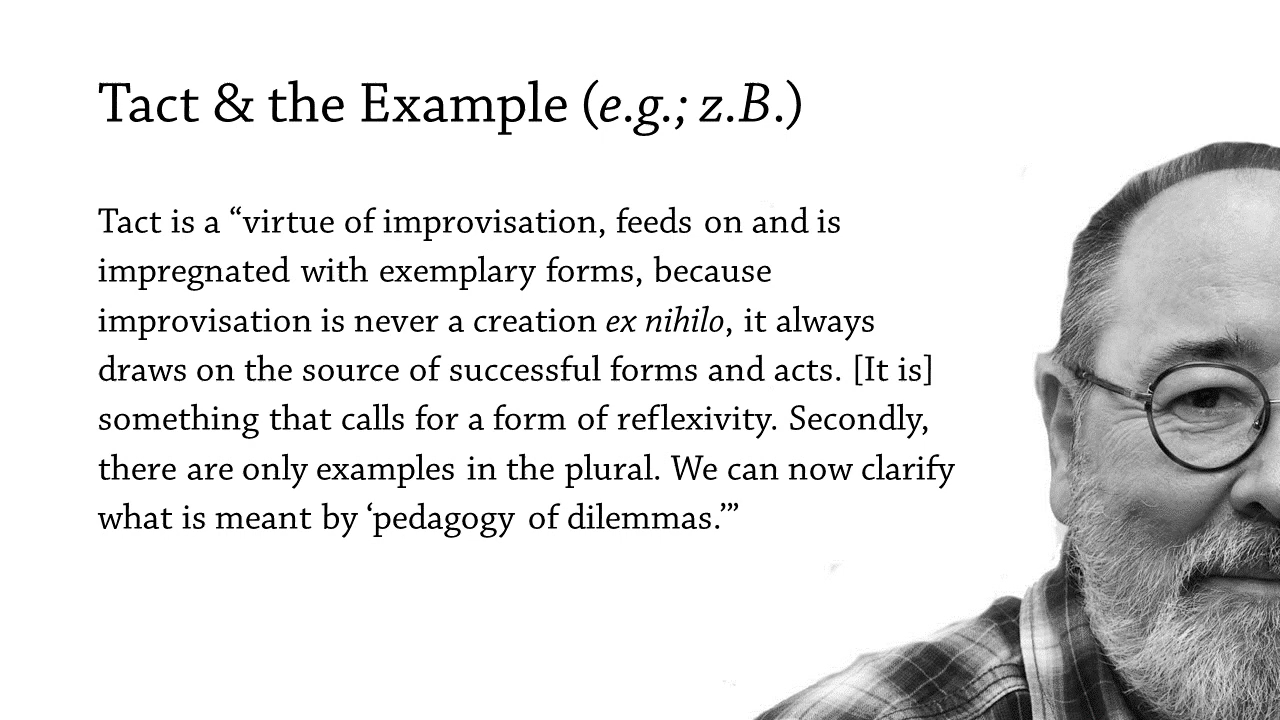 Tact & the Example (e.g.; z.B.)
Tact is a “virtue of improvisation, feeds on and is
impregnated with exemplary forms, because
improvisation is never a creation ex nihilo, it always
draws on the source of successful forms and acts. [It is]
something that calls for a form of reflexivity. Secondly,
there are only examples in the plural. We can now clarify
what is meant by ‘pedagogy of dilemmas.’”